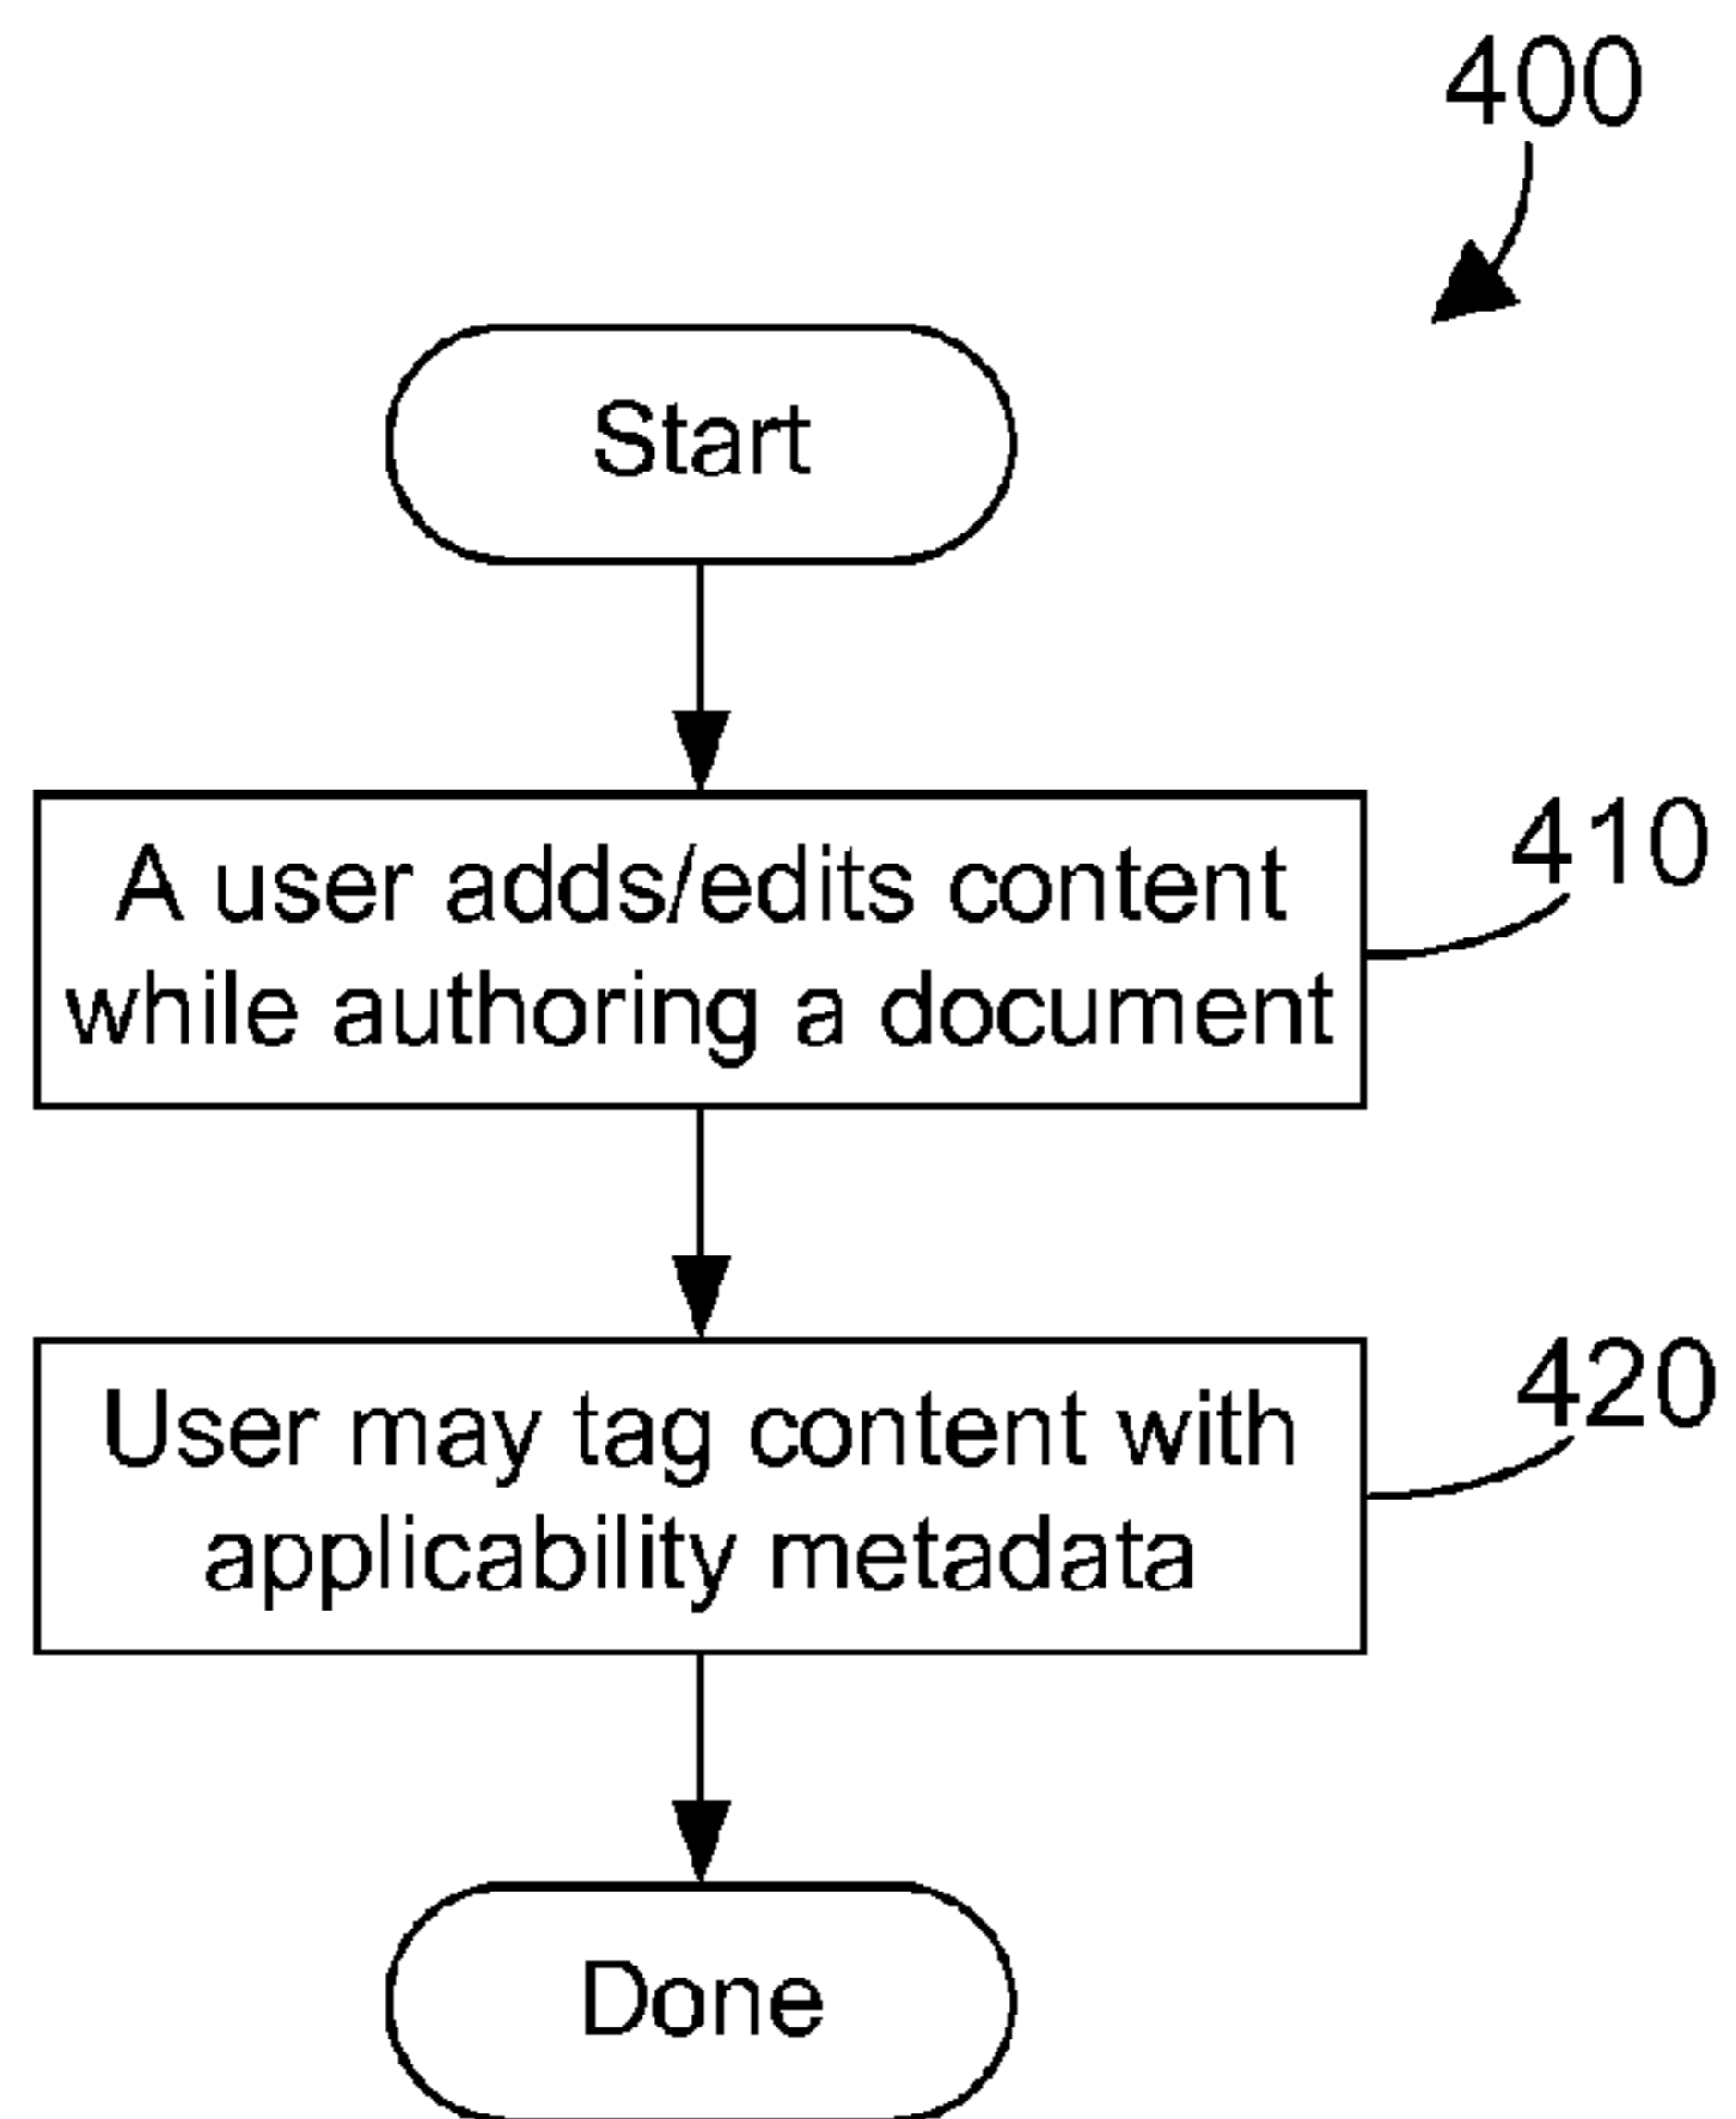 400
Start
A user adds/edits content
while authoring a document
410
User may tag content with
applicability metadata
420
Done